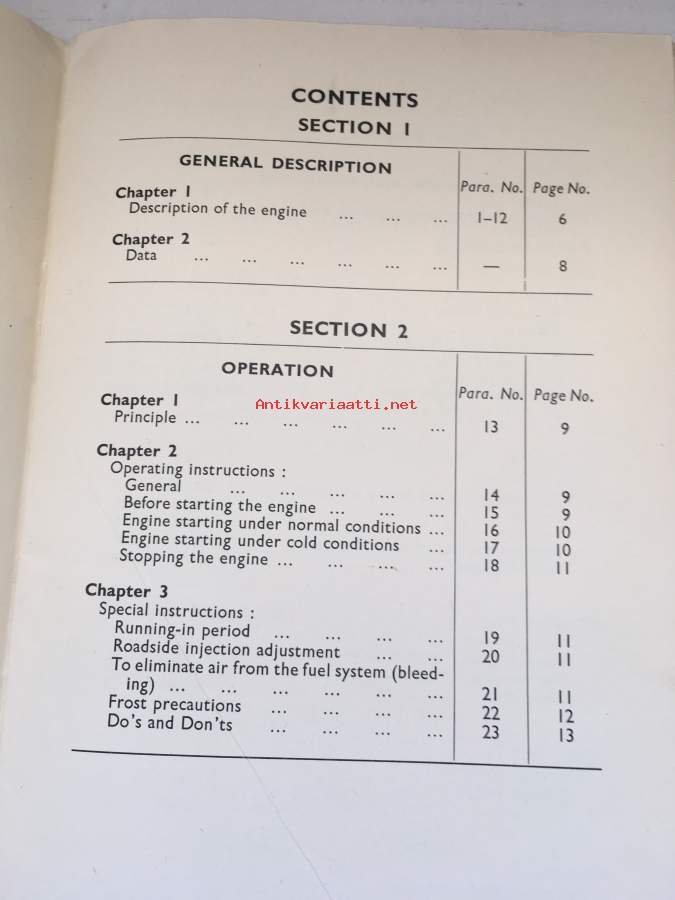 CONTENTS
SECTION 1
GENERAL DESCRIPTION
Para. No. Page No.
Chapter 1
Description of the engine ... ... ... 1–12 6
Chapter 2
Data ... ... ... ... ... ... — 8
SECTION 2
OPERATION
Para. No. Page No.
Chapter 1
Antikvariaatti.net
Principle ... ... ... ... ... ... 13 9
Chapter 2
Operating instructions :
General ... ... ... ... ... 14 9
Before starting the engine ... ... ... 15 9
Engine starting under normal conditions ... 16 10
Engine starting under cold conditions ... 17 10
Stopping the engine ... ... ... ... 18 11
Chapter 3
Special instructions :
Running-in period ... ... ... ... 19 11
Roadside injection adjustment ... ... 20 11
To eliminate air from the fuel system (bleed-
ing) ... ... ... ... ... ... 21 11
Frost precautions ... ... ... ... 22 12
Do's and Don'ts ... ... ... ... 23 13